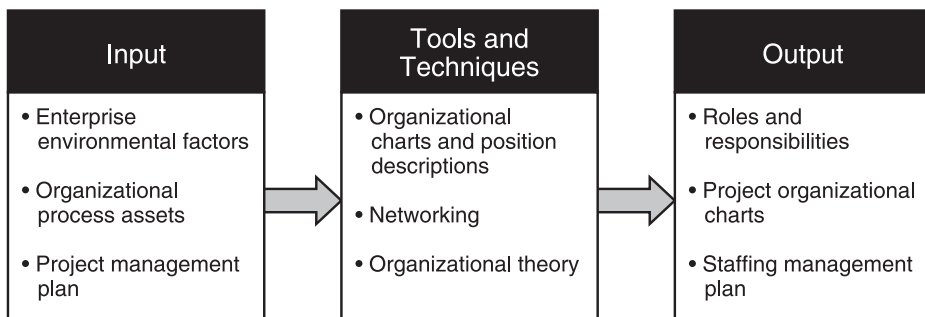 Input
• Enterprise
environmental factors
• Organizational
process assets
• Project management
plan
Tools and
Techniques
• Organizational
charts and position
descriptions
• Networking
• Organizational theory
Output
• Roles and
responsibilities
• Project organizational
charts
• Staffing management
plan